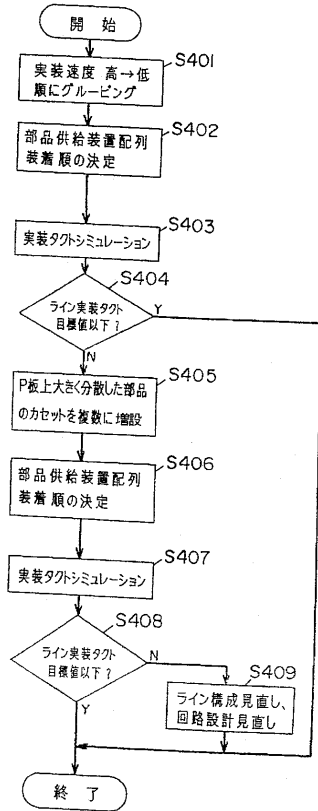 開 始
S401
実装速度 高→低
順にグルーピング
S402
部品供給装置配列
装着順の決定
S403
実装タクトシミュレーション
S404
ライン実装タクト
目標値以下?
Y
N
S405
P板上大きく分散した部品
のカセットを複数に増設
S406
部品供給装置配列
装着順の決定
S407
実装タクトシミュレーション
S408
ライン実装タクト
目標値以下?
N
Y
S409
ライン構成見直し、
回路設計見直し
終 了